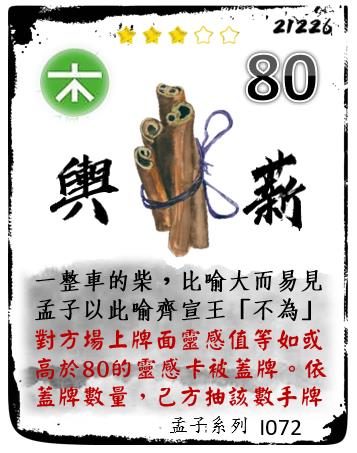 21226
木
80
輿薪
一整車的柴，比喻大而易見
孟子以此喻齊宣王「不為」
對方場上牌面靈感值等如或
高於80的靈感卡被蓋牌。依
蓋牌數量，己方抽該數手牌
孟子系列 I072